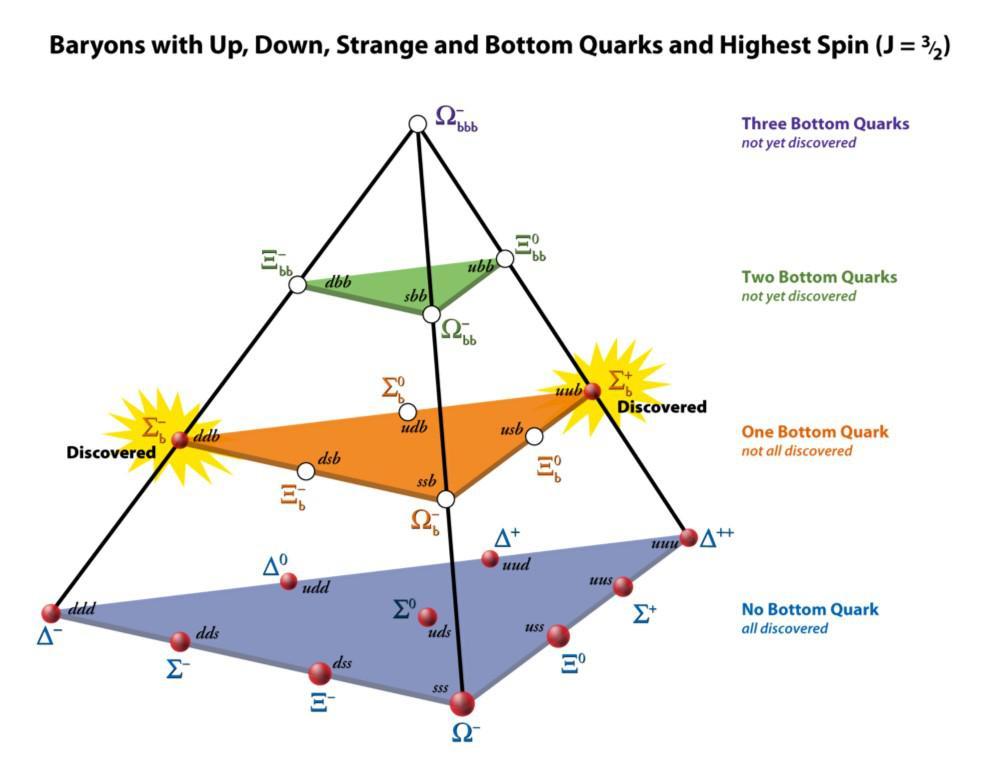 Baryons with Up, Down, Strange and Bottom Quarks and Highest Spin (J = 3/2)
Ω⁻bbb
Three Bottom Quarks
not yet discovered
Ξ⁻bb
dbb
ubb
Ξ⁰bb
sbb
Ω⁻bb
Two Bottom Quarks
not yet discovered
Σ⁻b
ddb
Discovered
Σ⁰b
udb
uub
Σ⁺b
Discovered
dsb
Ξ⁻b
usb
Ξ⁰b
ssb
Ω⁻b
One Bottom Quark
not all discovered
ddd
Δ⁻
Δ⁰
udd
Δ⁺
uud
uuu
Δ⁺⁺
dds
Σ⁻
Σ⁰
uds
uus
Σ⁺
dss
Ξ⁻
uss
Ξ⁰
sss
Ω⁻
No Bottom Quark
all discovered